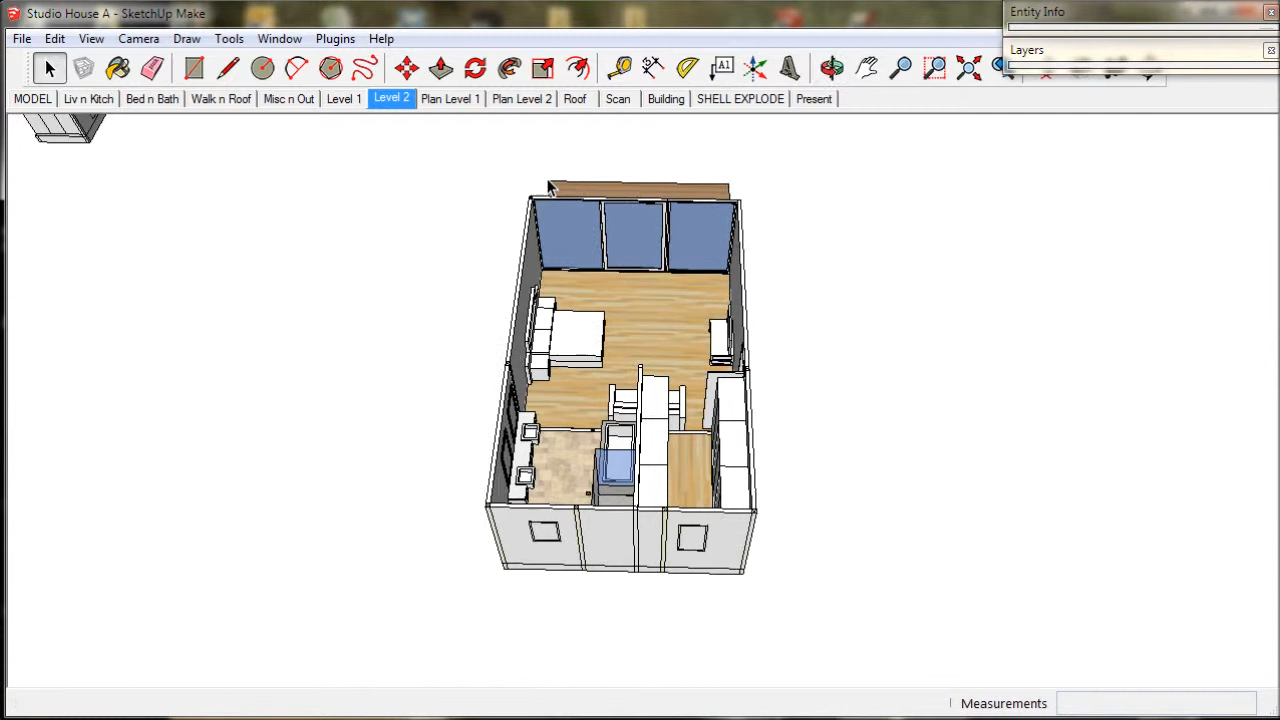 Studio House A - SketchUp Make
Entity Info
File Edit View Camera Draw Tools Window Plugins Help
Layers
A1
MODEL Liv n Kitch Bed n Bath Walk n Roof Misc n Out Level 1 Level 2 Plan Level 1 Plan Level 2 Roof Scan Building SHELL EXPLODE Present
Measurements